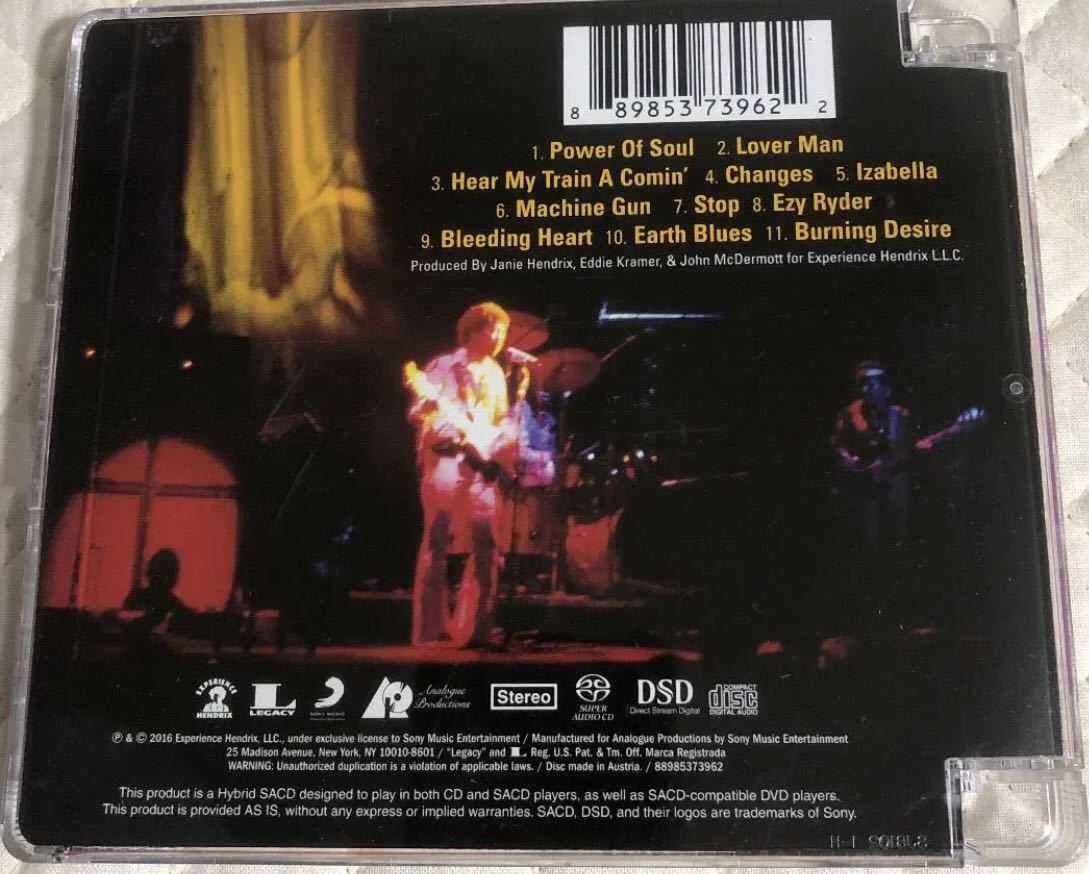 8 89853 73962 2
1. Power Of Soul 2. Lover Man
3. Hear My Train A Comin' 4. Changes 5. Izabella
6. Machine Gun 7. Stop 8. Ezy Ryder
9. Bleeding Heart 10. Earth Blues 11. Burning Desire
Produced By Janie Hendrix, Eddie Kramer, & John McDermott for Experience Hendrix L.L.C.
EXPERIENCE
HENDRIX
L
LEGACY
SONY MUSIC
AP
Analogue
Productions
Stereo
SUPER
AUDIO CD
DSD
Direct Stream Digital
COMPACT
disc
DIGITAL AUDIO
℗ & © 2016 Experience Hendrix, LLC., under exclusive license to Sony Music Entertainment / Manufactured for Analogue Productions by Sony Music Entertainment
25 Madison Avenue, New York, NY 10010-8601 / "Legacy" and L Reg. U.S. Pat. & Tm. Off. Marca Registrada
WARNING: Unauthorized duplication is a violation of applicable laws. / Disc made in Austria. / 88985373962
This product is a Hybrid SACD designed to play in both CD and SACD players, as well as SACD-compatible DVD players.
This product is provided AS IS, without any express or implied warranties. SACD, DSD, and their logos are trademarks of Sony.